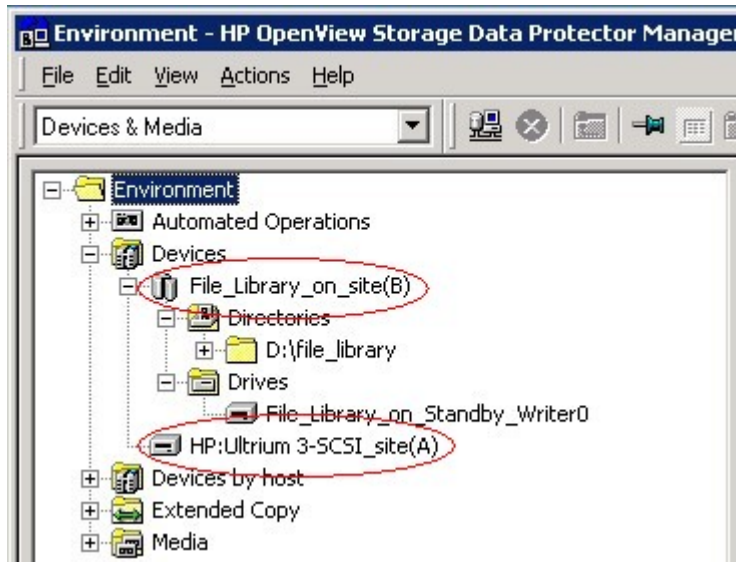 Environment - HP OpenView Storage Data Protector Manager
File Edit View Actions Help
Devices & Media
Environment
Automated Operations
Devices
File_Library_on_site(B)
Directories
D:\file_library
Drives
File_Library_on_Standby_Writer0
HP:Ultrium 3-SCSI_site(A)
Devices by host
Extended Copy
Media